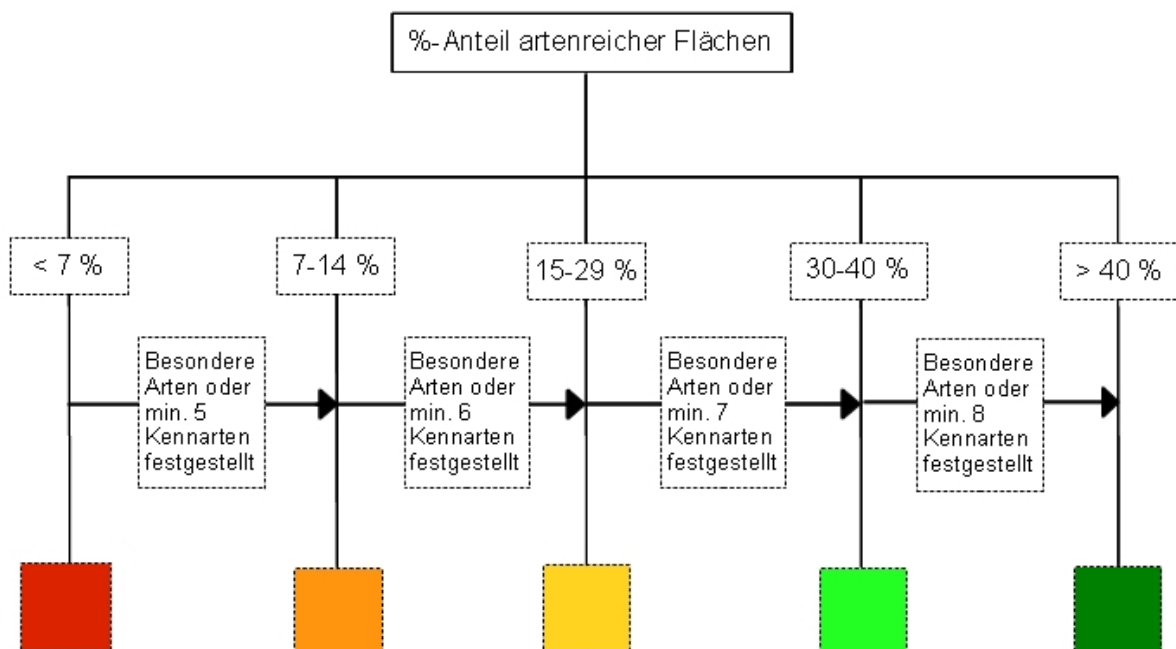 %-Anteil artenreicher Flächen
< 7 %
7-14 %
15-29 %
30-40 %
> 40 %
Besondere
Arten oder
min. 5
Kennarten
festgestellt
Besondere
Arten oder
min. 6
Kennarten
festgestellt
Besondere
Arten oder
min. 7
Kennarten
festgestellt
Besondere
Arten oder
min. 8
Kennarten
festgestellt